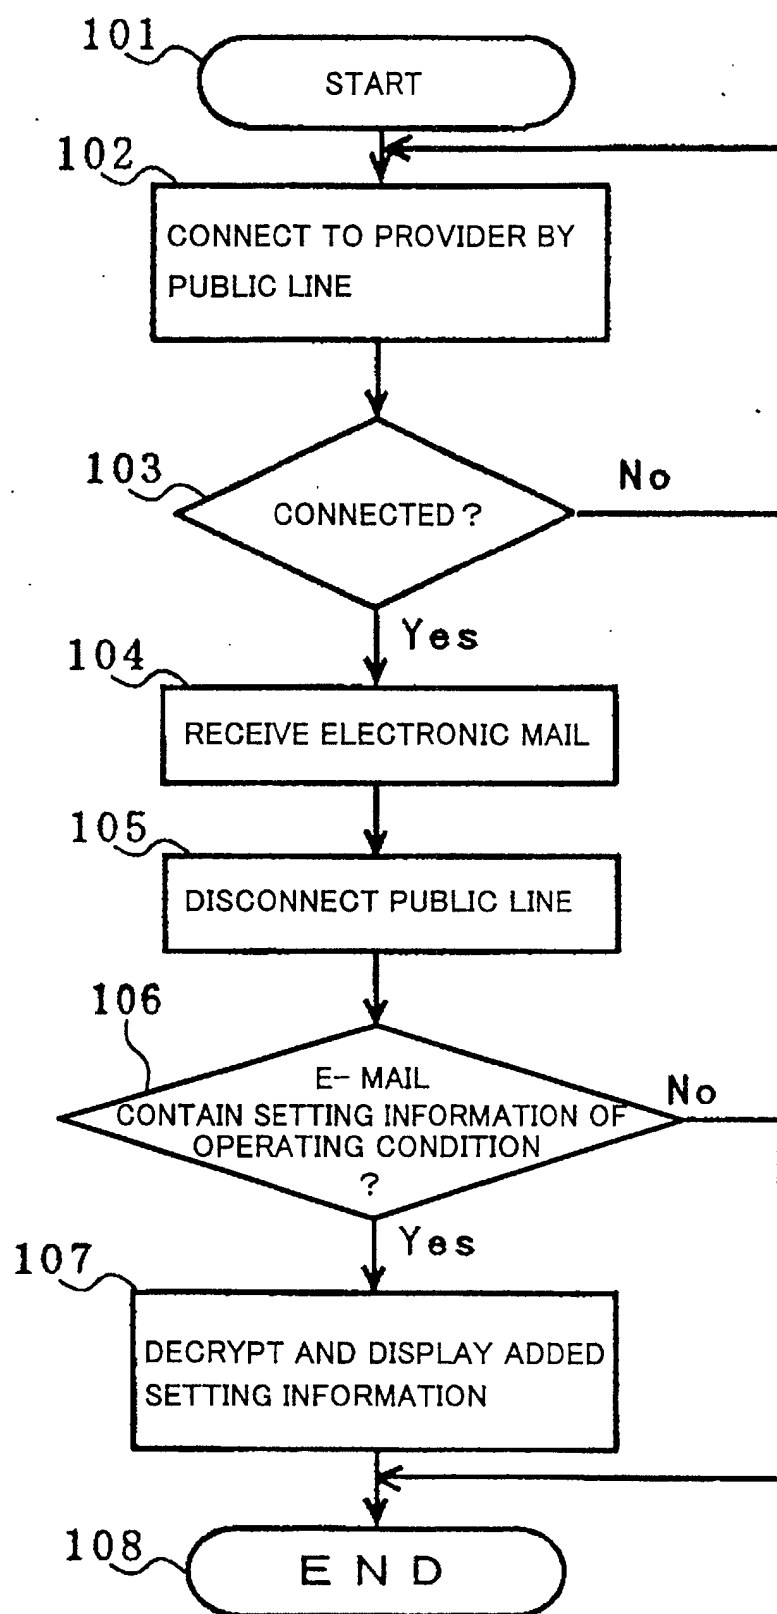 101
START
102
CONNECT TO PROVIDER BY
PUBLIC LINE
103
CONNECTED ?
No
Yes
104
RECEIVE ELECTRONIC MAIL
105
DISCONNECT PUBLIC LINE
106
E- MAIL
CONTAIN SETTING INFORMATION OF
OPERATING CONDITION
?
No
Yes
107
DECRYPT AND DISPLAY ADDED
SETTING INFORMATION
108
END